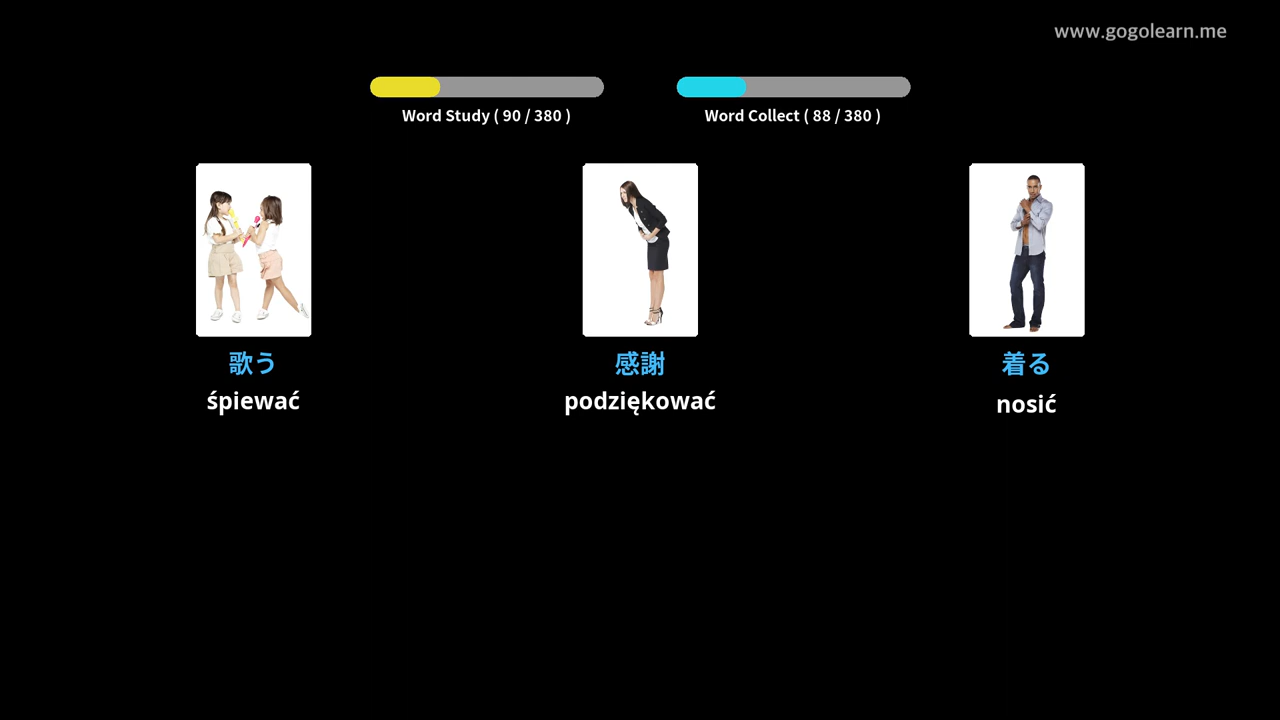 www.gogolearn.me
Word Study ( 90 / 380 )
Word Collect ( 88 / 380 )
歌う
śpiewać
感謝
podziękować
着る
nosić